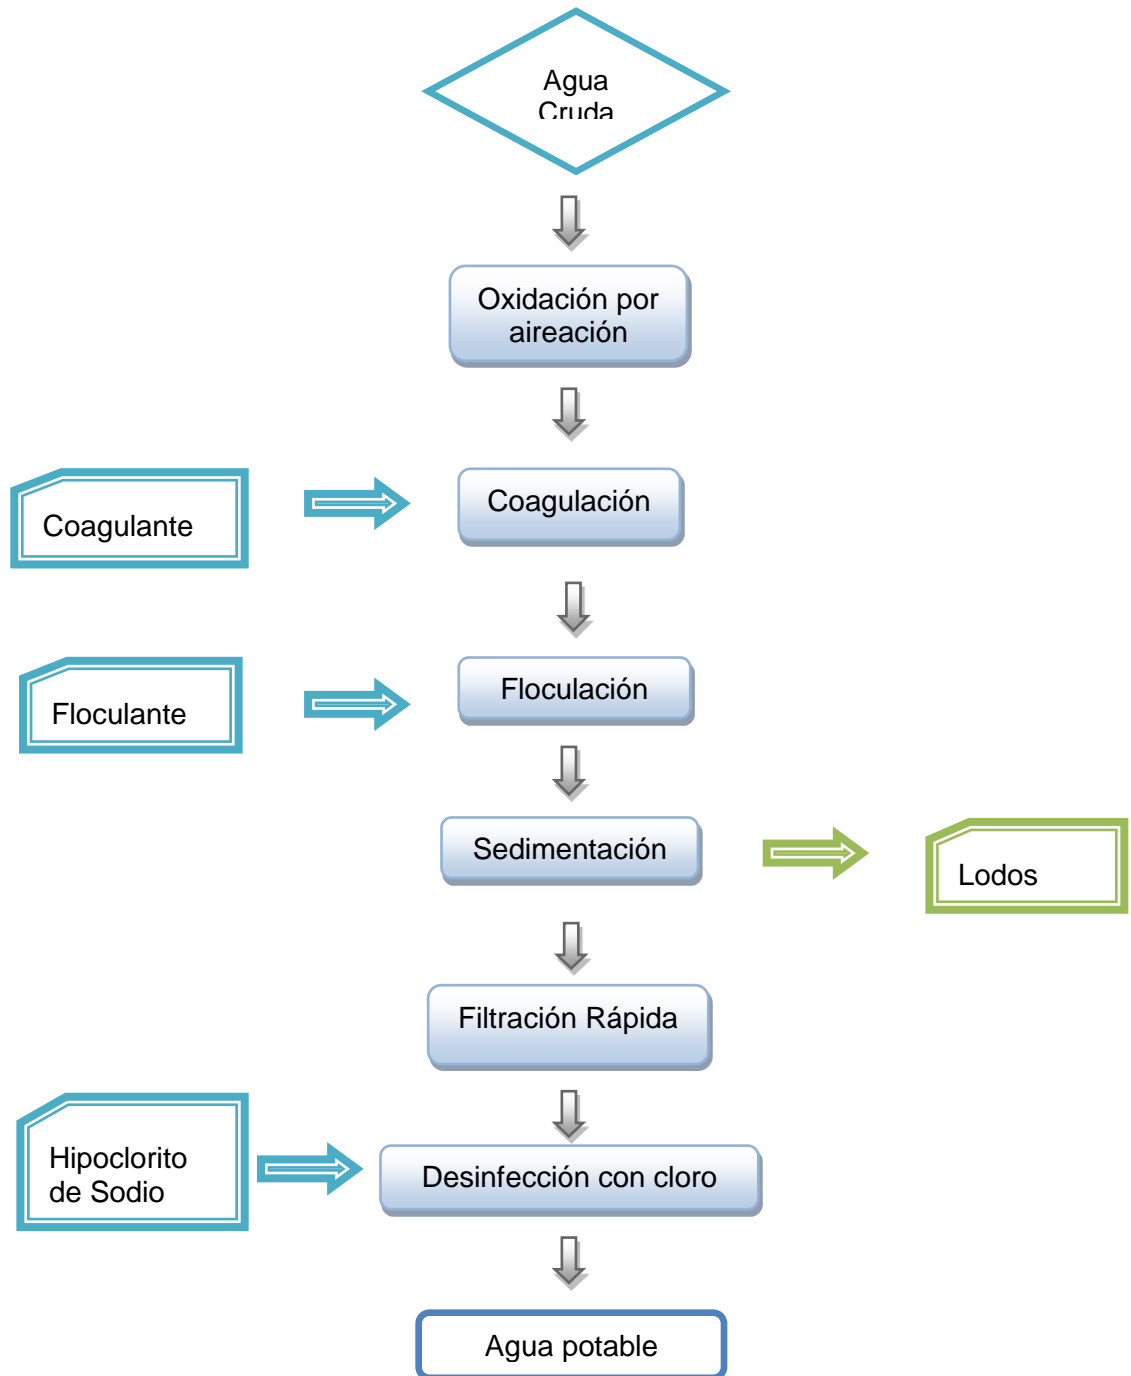 Agua
Cruda
Oxidación por
aireación
Coagulante
Coagulación
Floculante
Floculación
Sedimentación
Lodos
Filtración Rápida
Hipoclorito
de Sodio
Desinfección con cloro
Agua potable